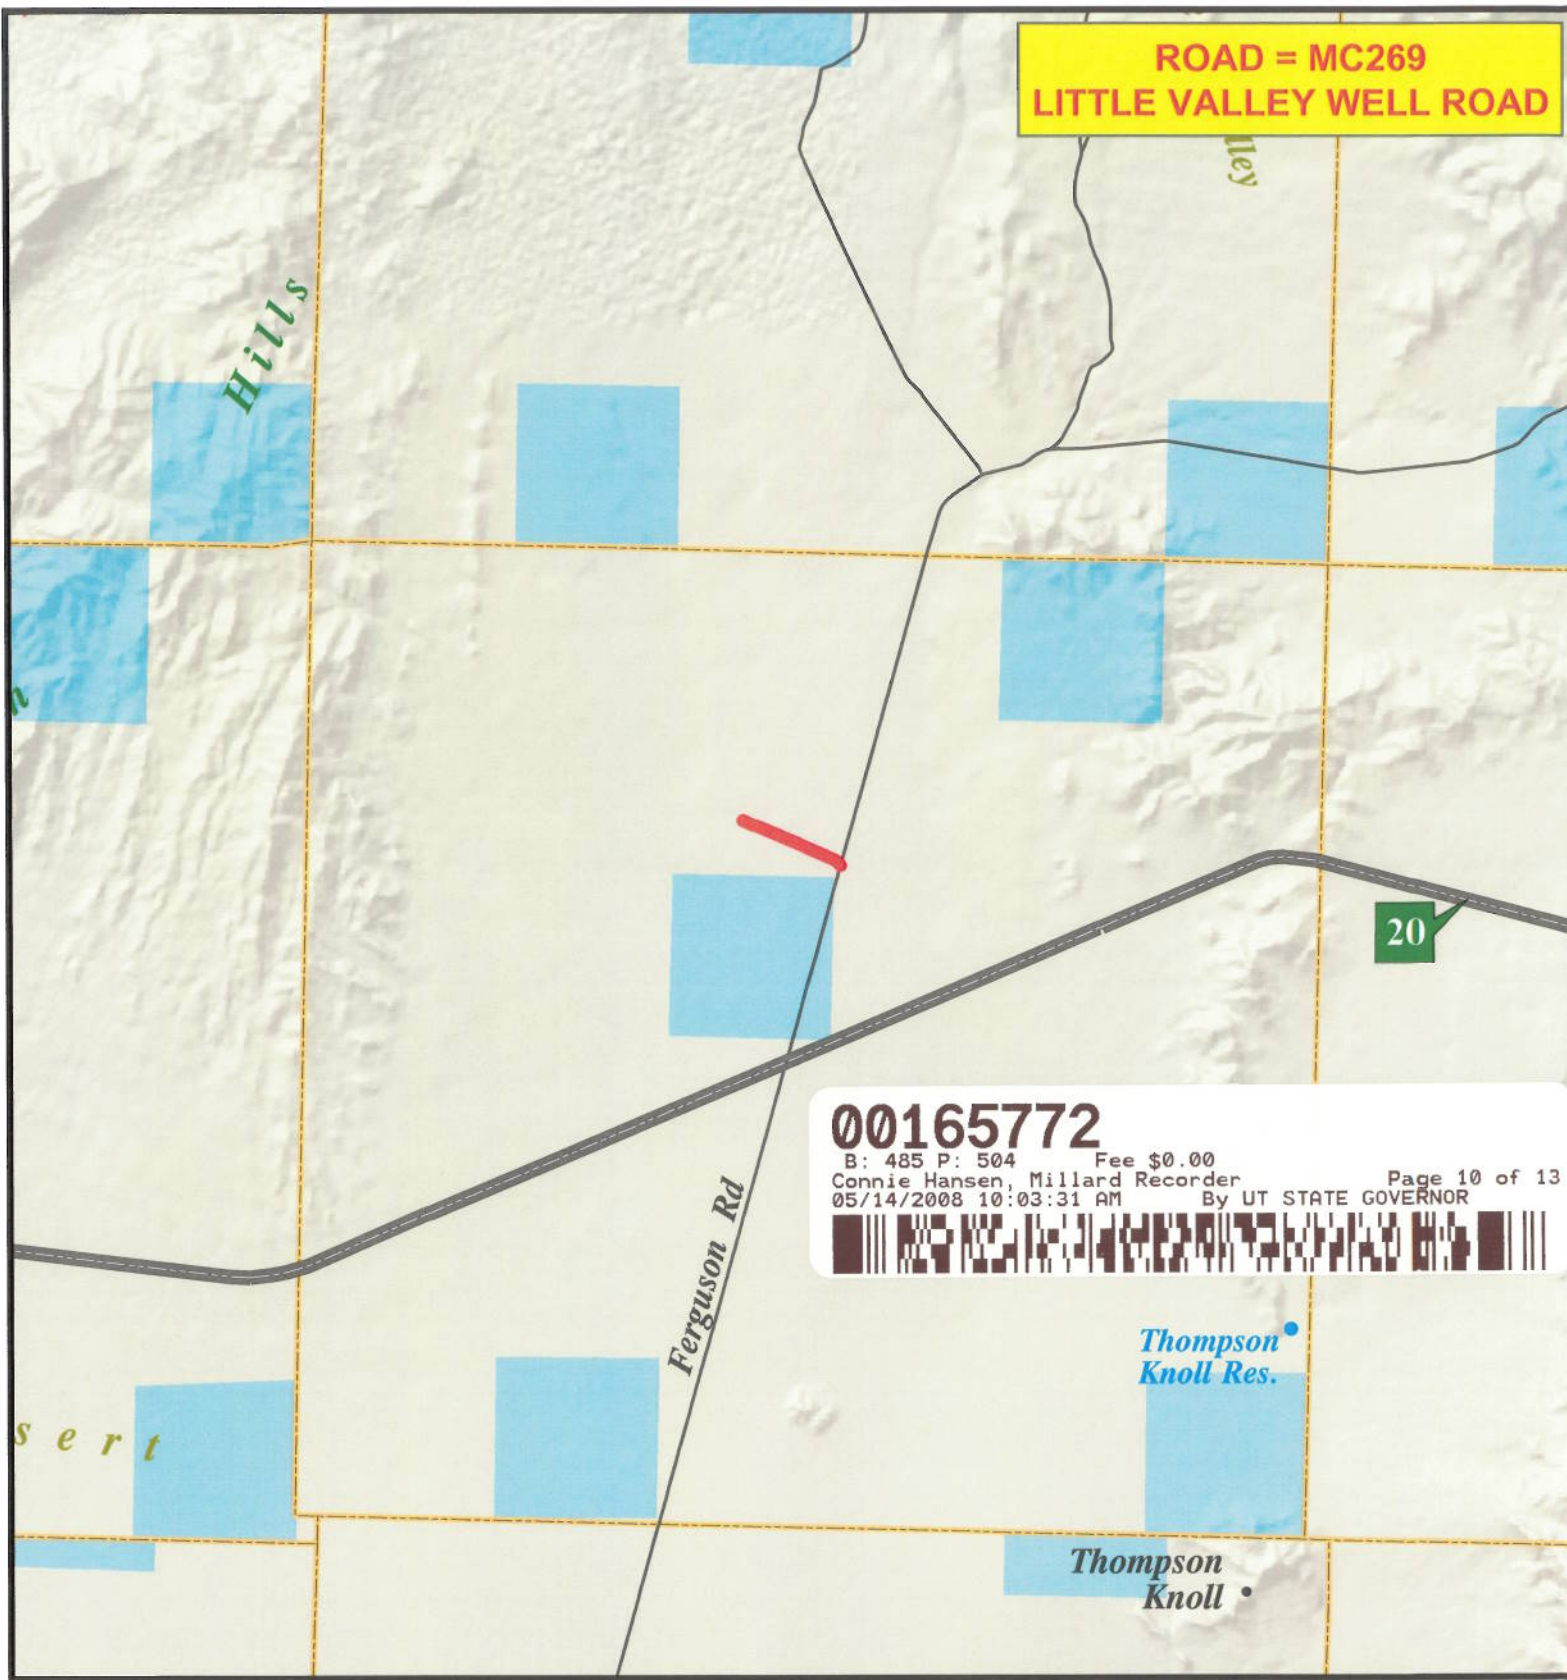 ROAD = MC269
LITTLE VALLEY WELL ROAD
lley
Hills
n
20
00165772
B: 485 P: 504 Fee $0.00
Connie Hansen, Millard Recorder Page 10 of 13
05/14/2008 10:03:31 AM By UT STATE GOVERNOR
Ferguson Rd
Thompson
Knoll Res.
sert
Thompson
Knoll